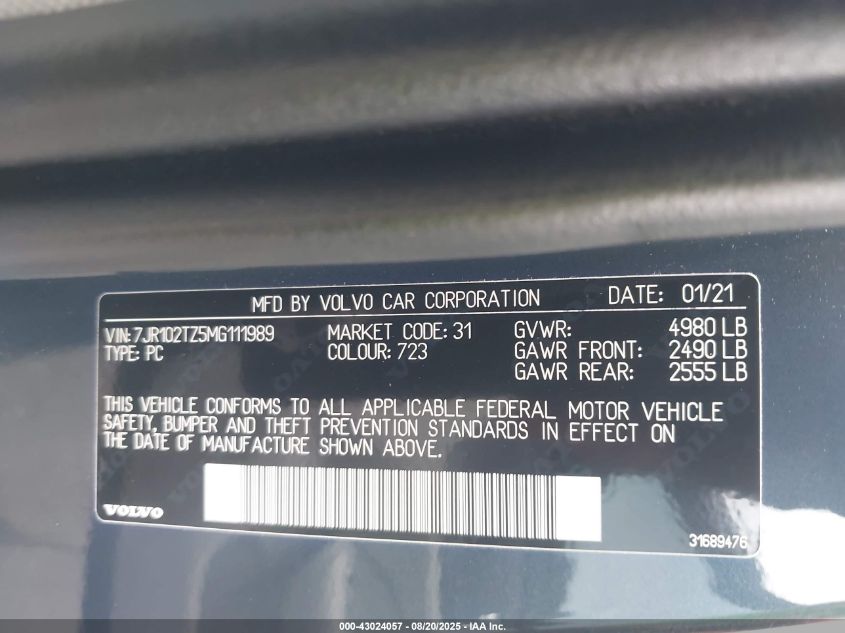 MFD BY VOLVO CAR CORPORATION DATE: 01/21
VIN: 7JR102TZ5MG111989 MARKET CODE: 31 GVWR: 4980 LB
TYPE: PC COLOUR: 723 GAWR FRONT: 2490 LB
GAWR REAR: 2555 LB
THIS VEHICLE CONFORMS TO ALL APPLICABLE FEDERAL MOTOR VEHICLE
SAFETY, BUMPER AND THEFT PREVENTION STANDARDS IN EFFECT ON
THE DATE OF MANUFACTURE SHOWN ABOVE.
VOLVO
31689476
000-43024057 - 08/20/2025 - IAA Inc.